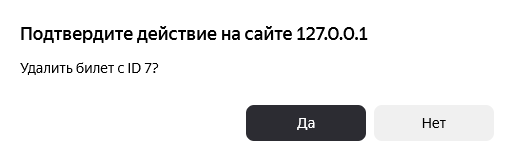 Подтвердите действие на сайте 127.0.0.1
Удалить билет с ID 7?
Да
Нет